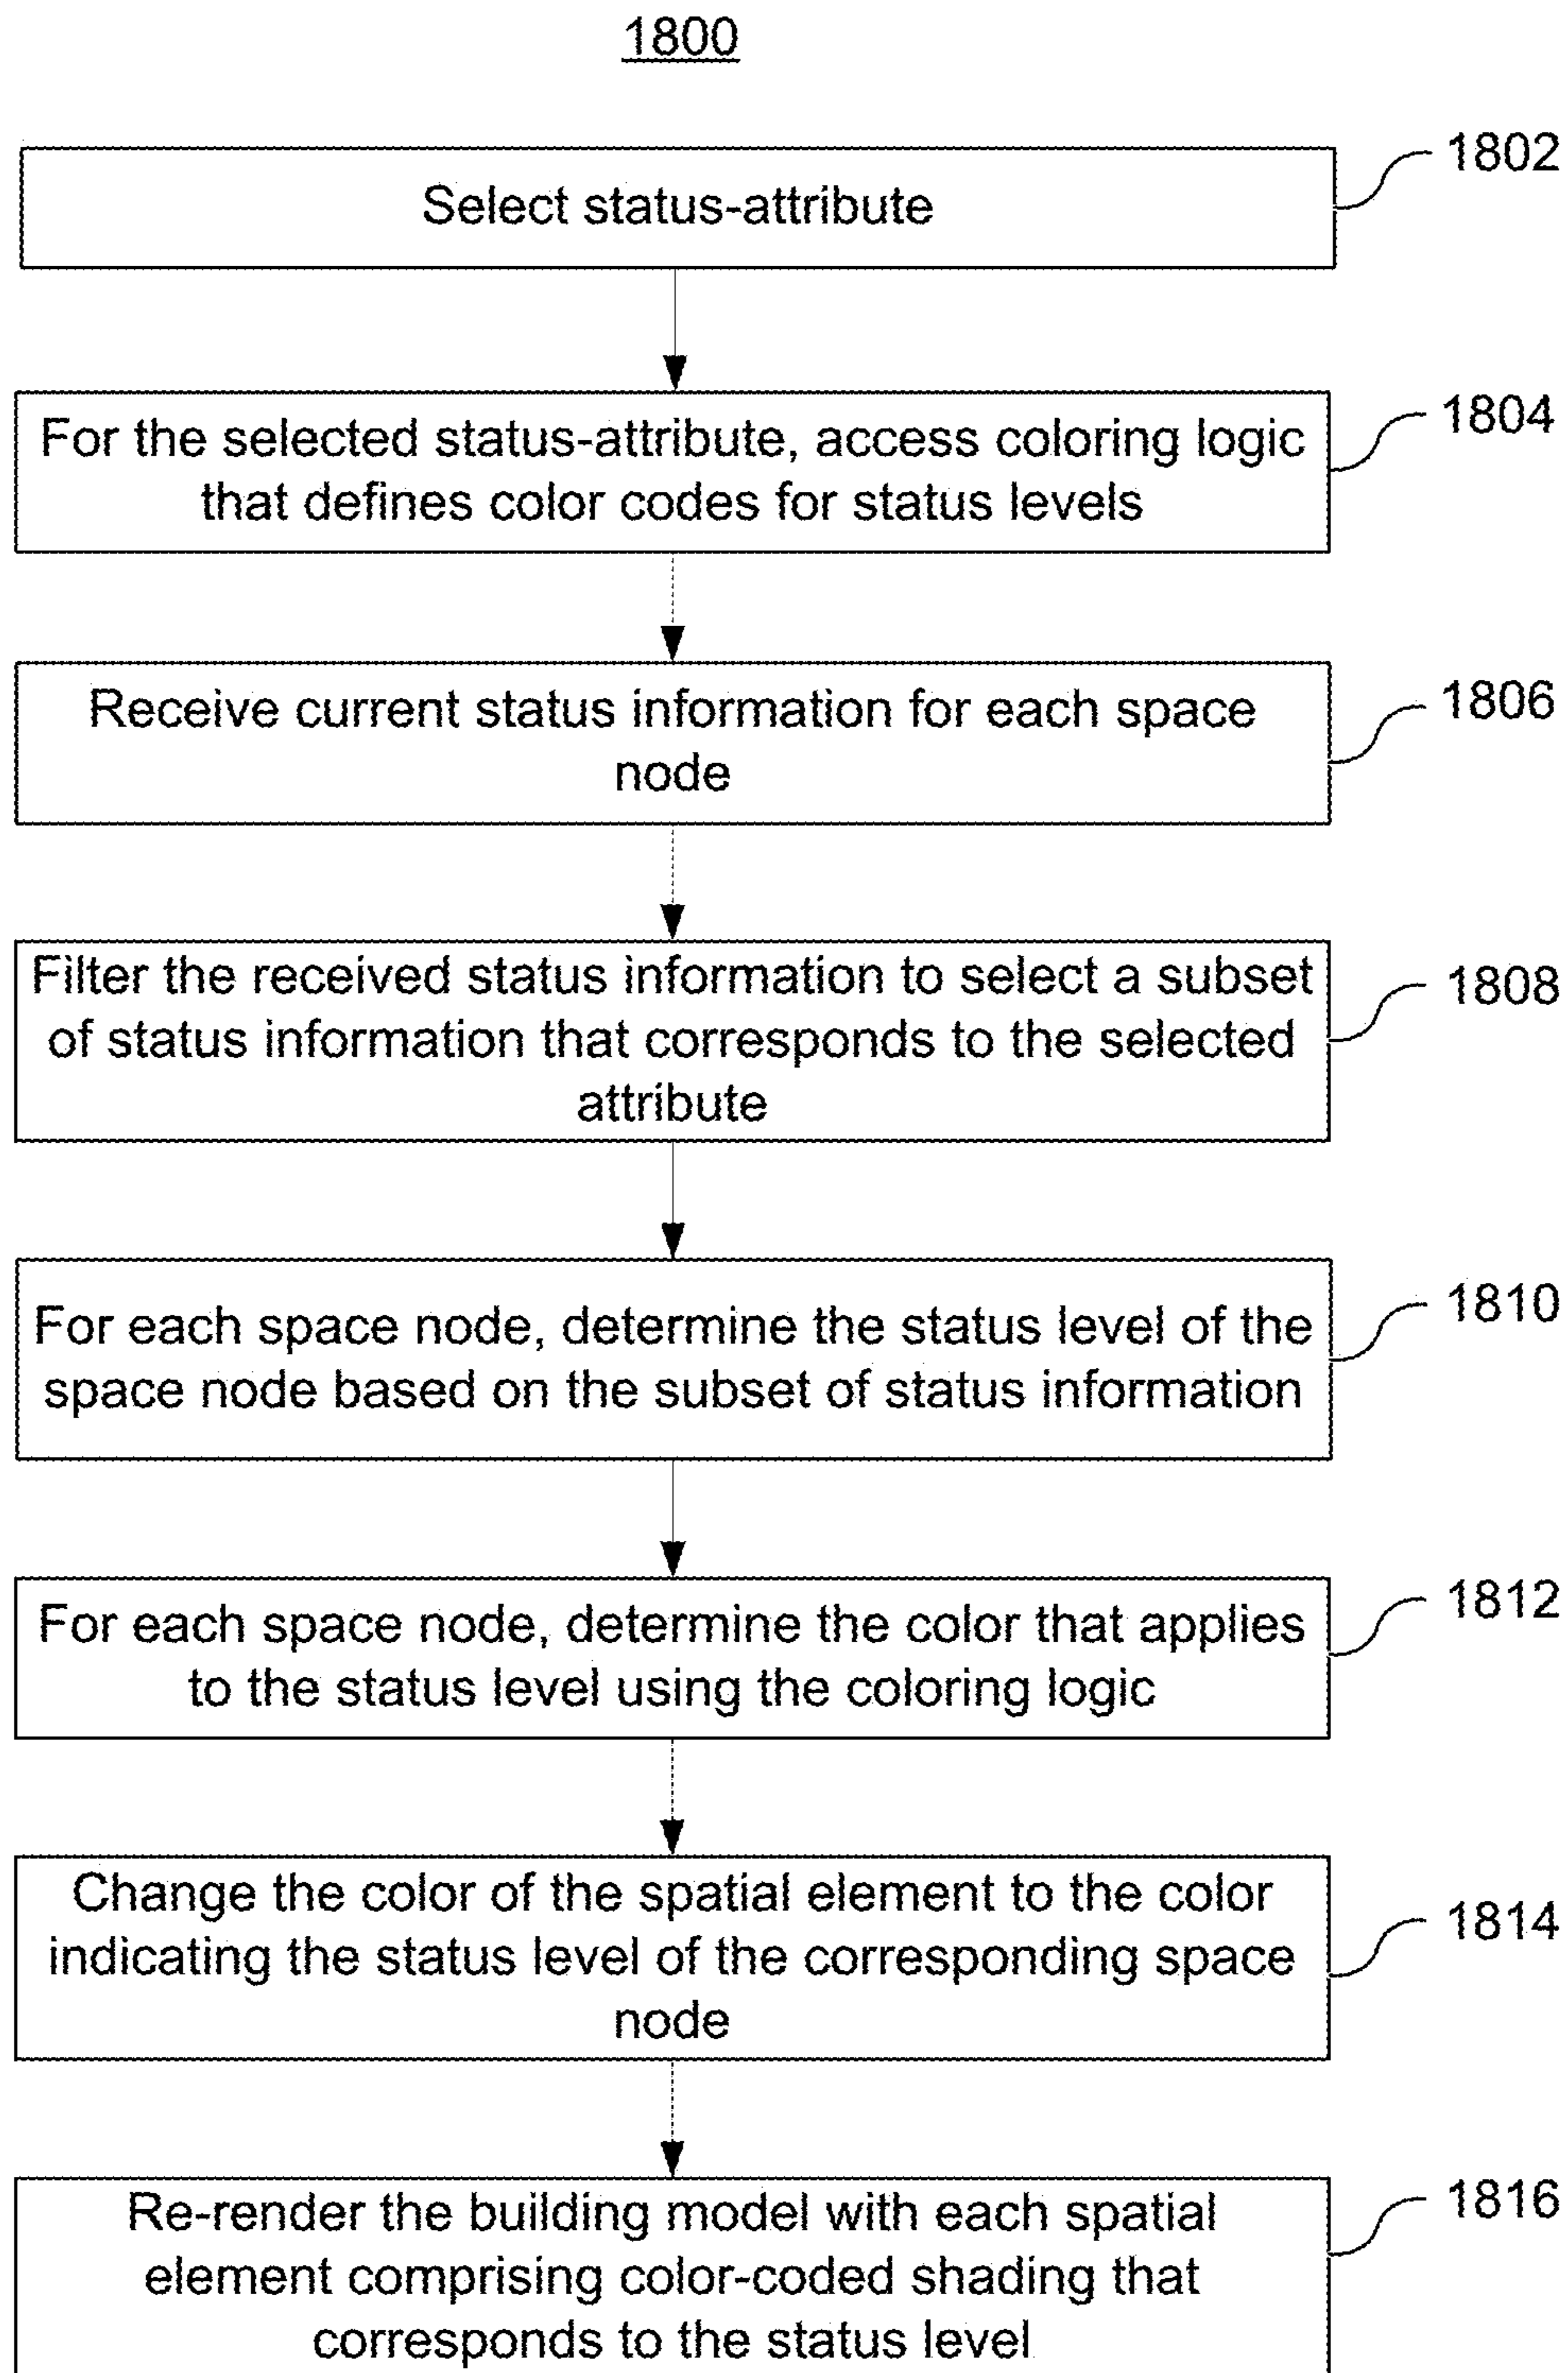 1800
Select status-attribute
1802
For the selected status-attribute, access coloring logic
that defines color codes for status levels
1804
Receive current status information for each space
node
1806
Filter the received status information to select a subset
of status information that corresponds to the selected
attribute
1808
For each space node, determine the status level of the
space node based on the subset of status information
1810
For each space node, determine the color that applies
to the status level using the coloring logic
1812
Change the color of the spatial element to the color
indicating the status level of the corresponding space
node
1814
Re-render the building model with each spatial
element comprising color-coded shading that
corresponds to the status level
1816